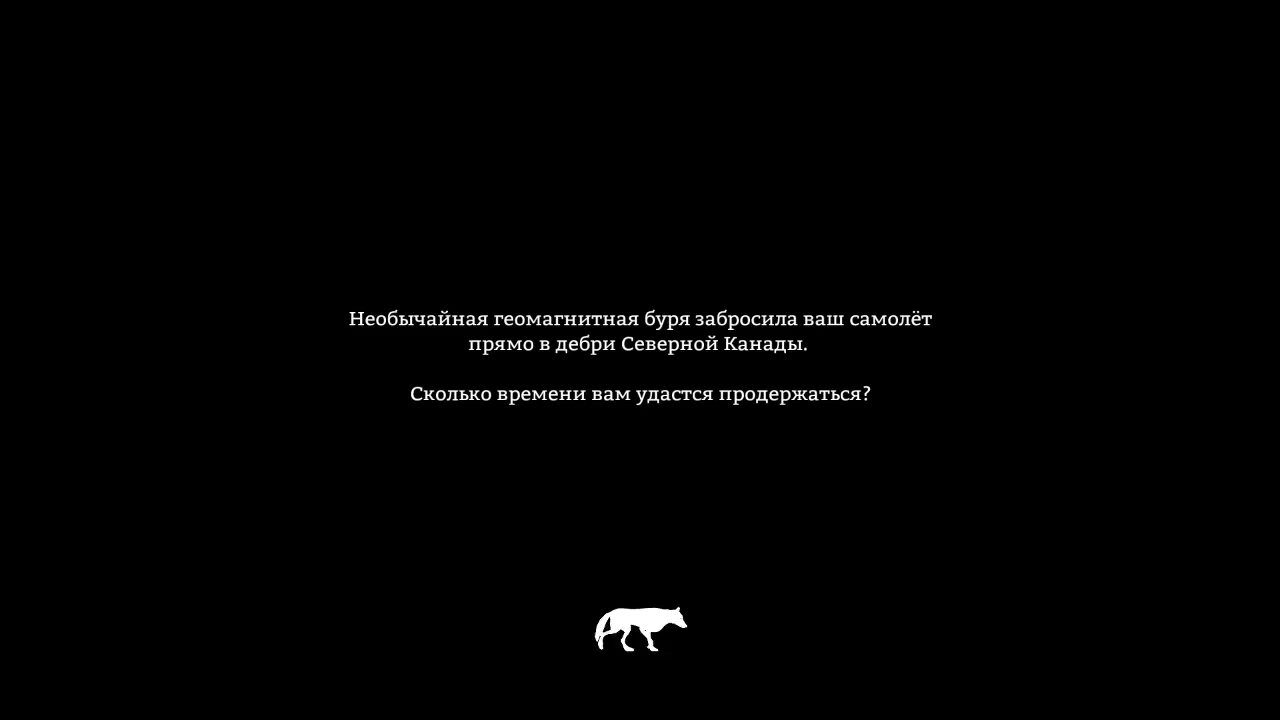 Необычайная геомагнитная буря забросила ваш самолёт
прямо в дебри Северной Канады.
Сколько времени вам удастся продержаться?